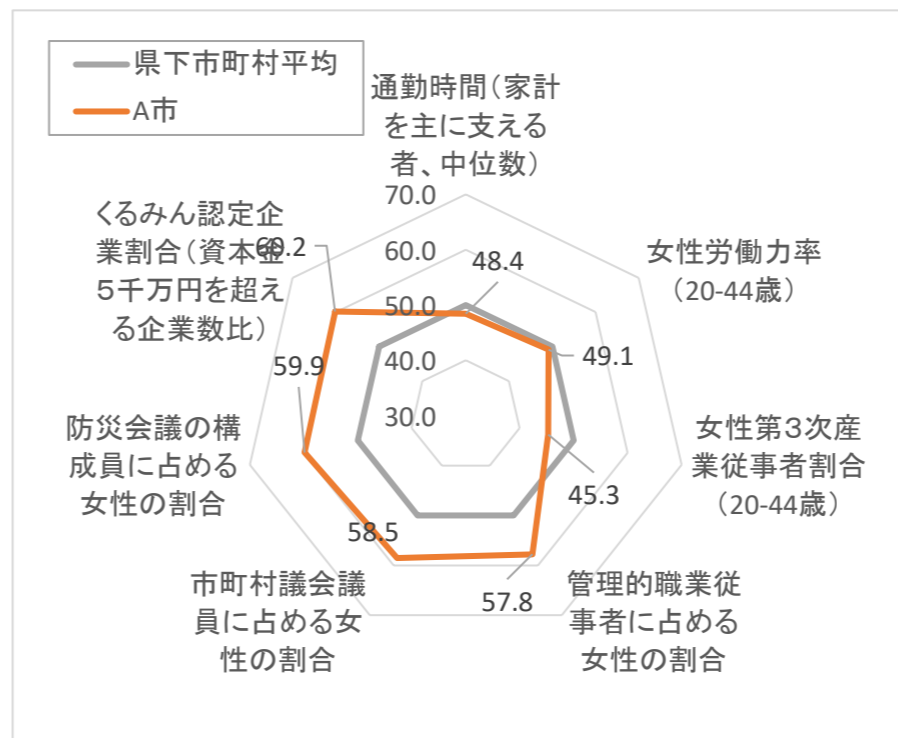 県下市町村平均
A市
通勤時間（家計
を主に支える
者、中位数）
70.0
60.0
50.0
40.0
30.0
48.4
女性労働力率
（20-44歳）
49.1
女性第３次産
業従事者割合
（20-44歳）
45.3
管理的職業従
事者に占める
女性の割合
57.8
市町村議会議
員に占める女
性の割合
58.5
防災会議の構
成員に占める
女性の割合
59.9
くるみん認定企
業割合（資本金
５千万円を超え
る企業数比）
60.2